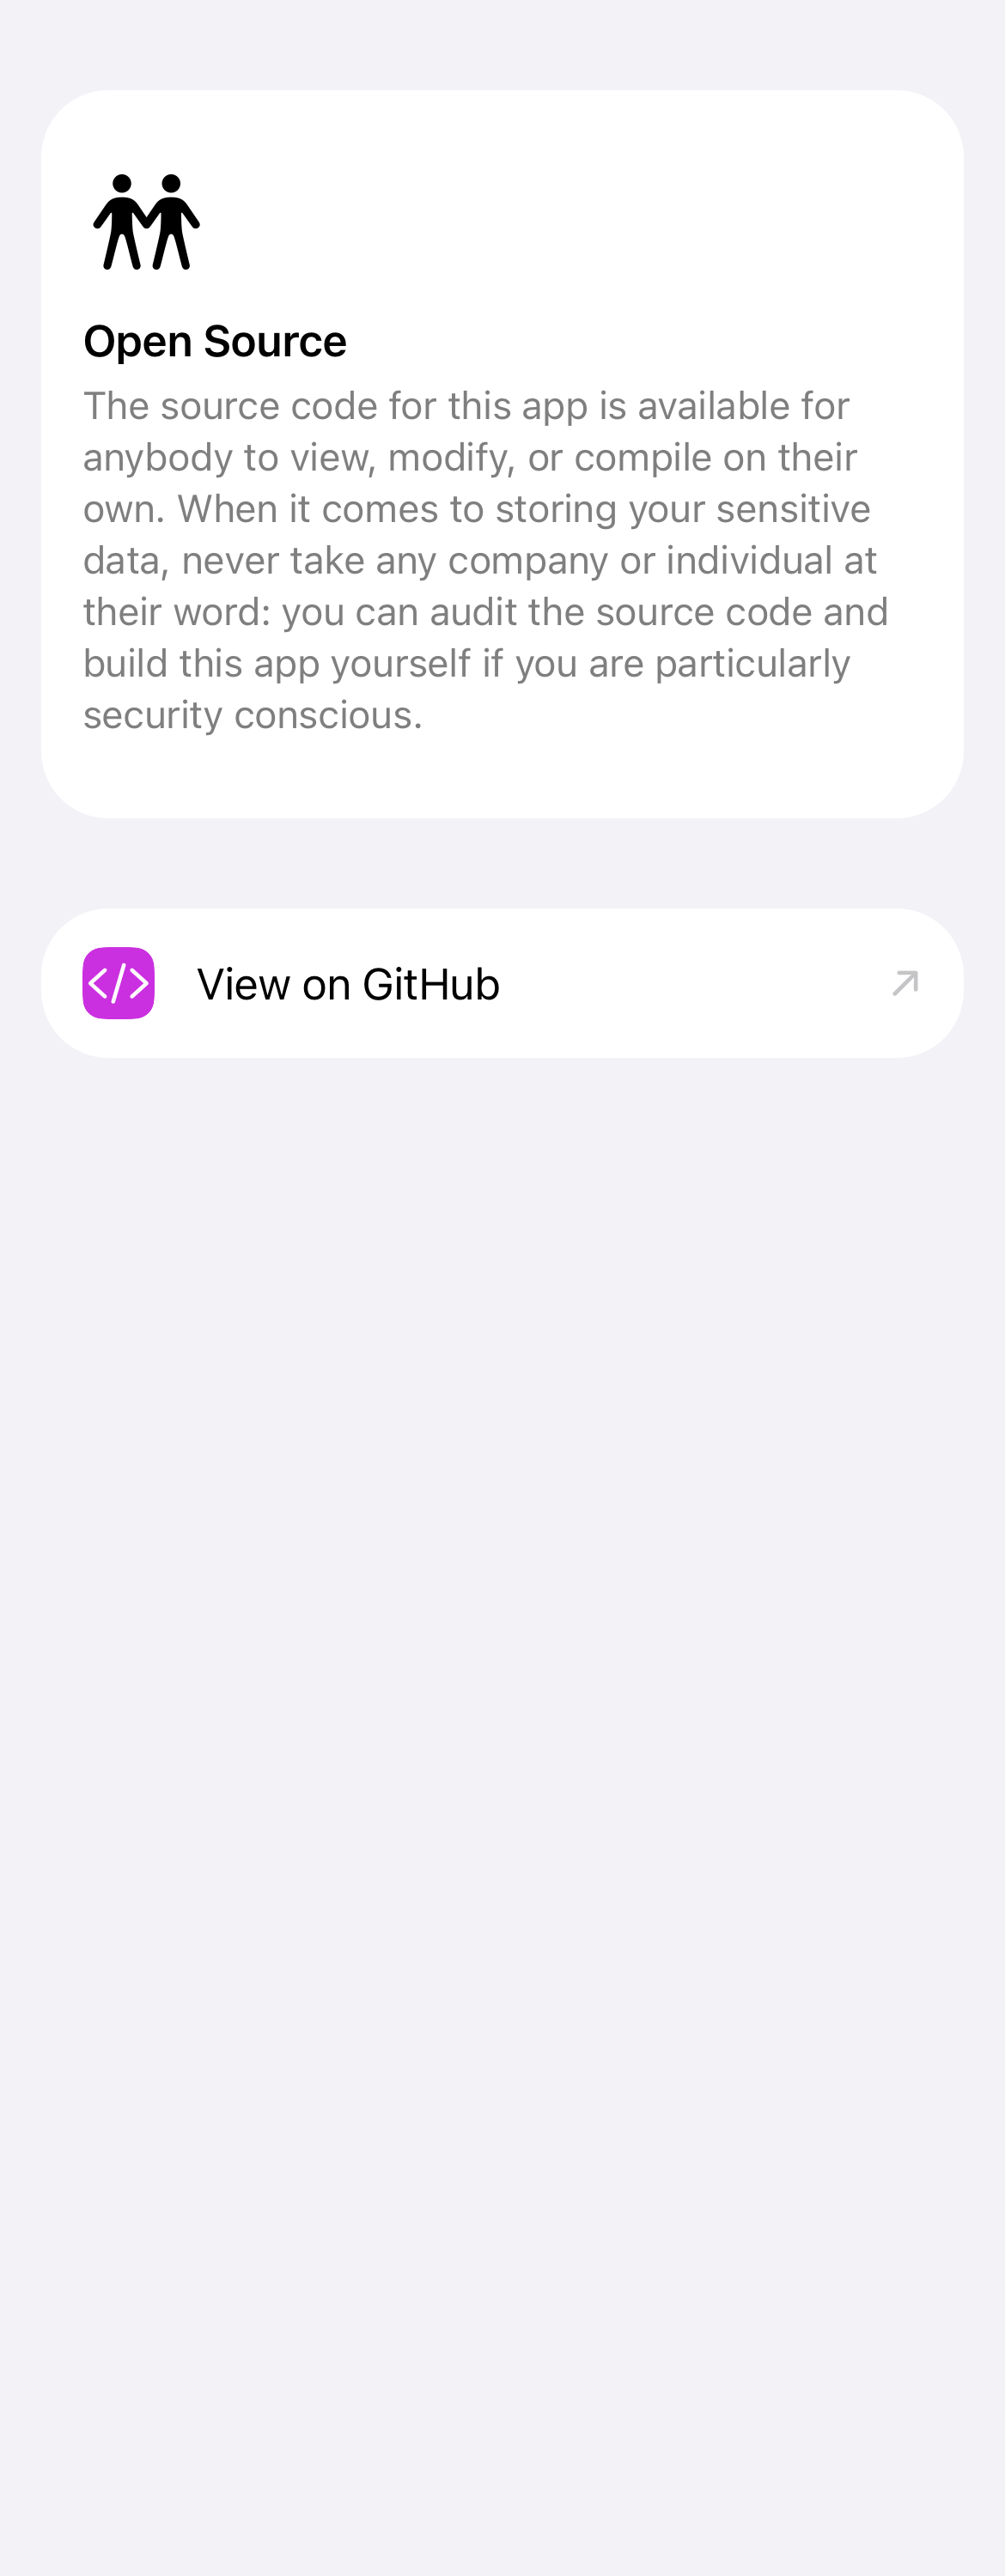 Open Source
The source code for this app is available for
anybody to view, modify, or compile on their
own. When it comes to storing your sensitive
data, never take any company or individual at
their word: you can audit the source code and
build this app yourself if you are particularly
security conscious.
</> View on GitHub